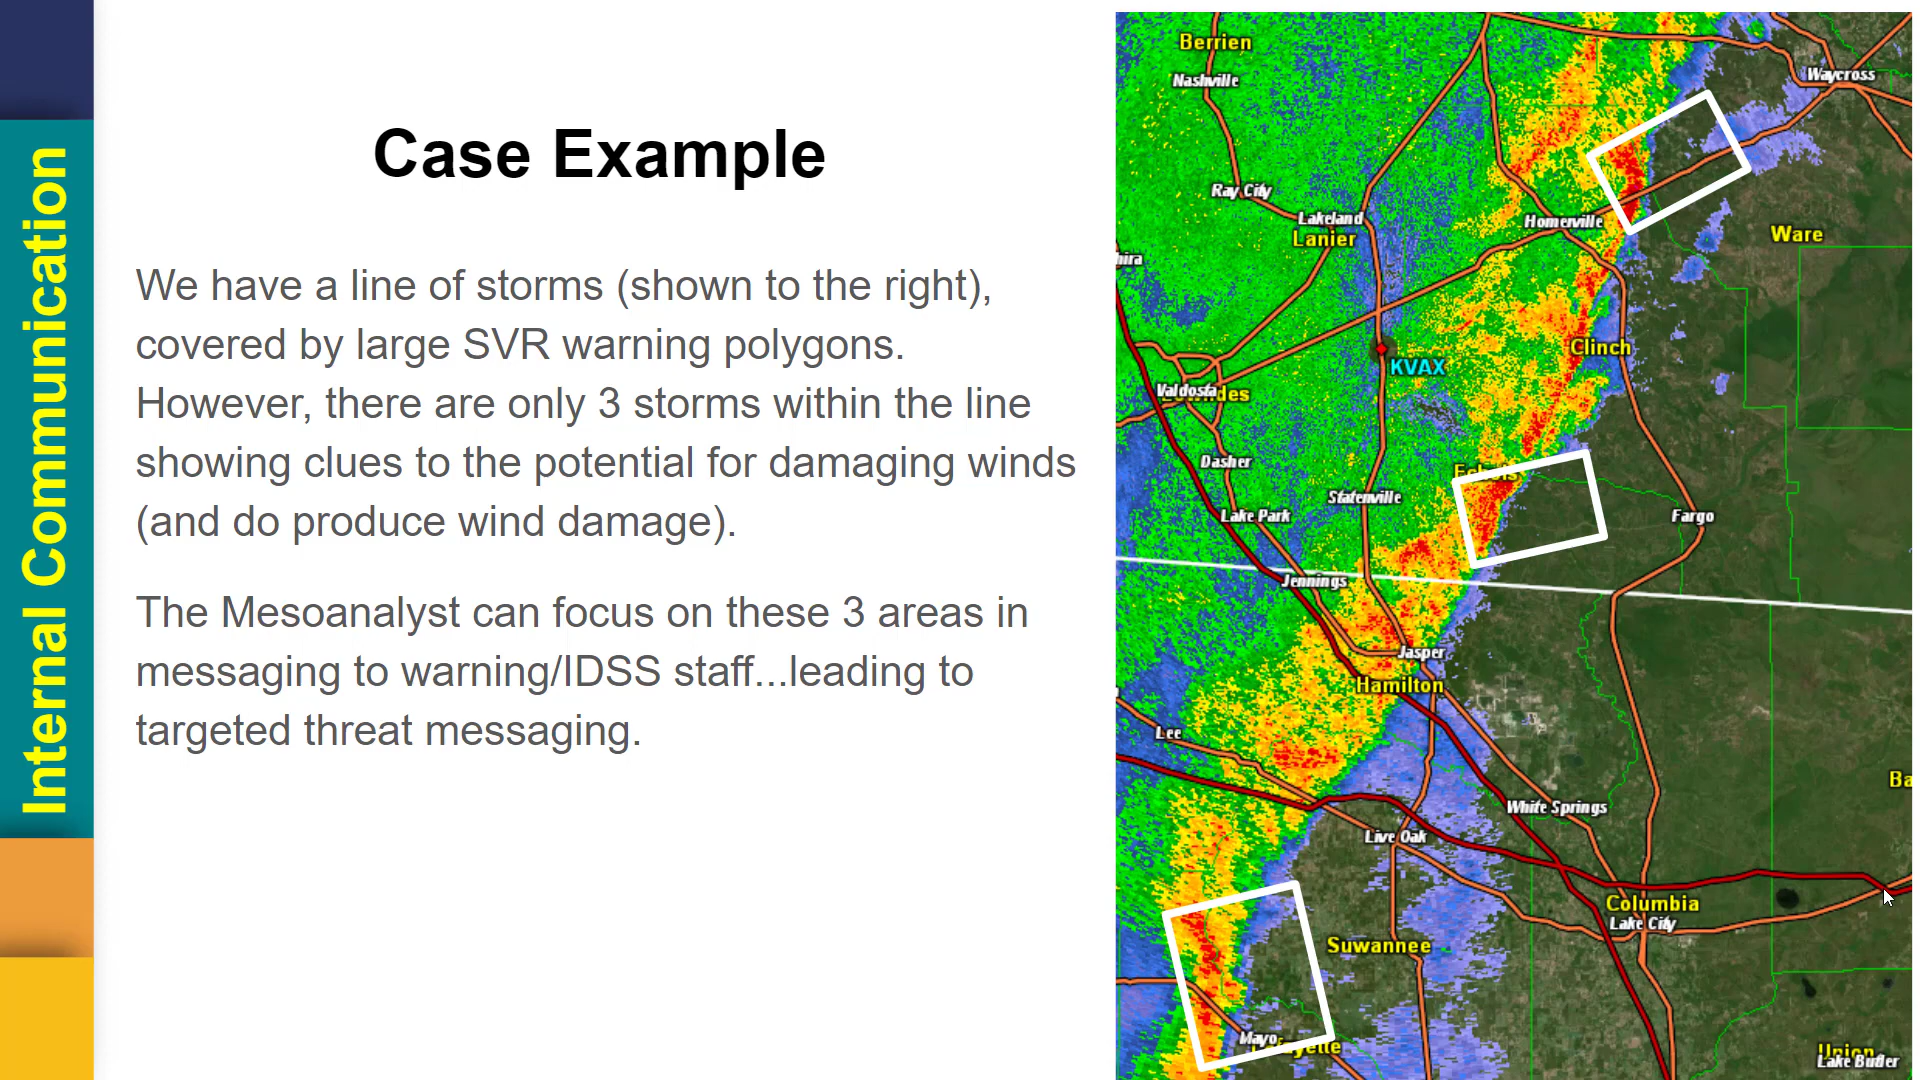 Internal Communication
Case Example
We have a line of storms (shown to the right),
covered by large SVR warning polygons.
However, there are only 3 storms within the line
showing clues to the potential for damaging winds
(and do produce wind damage).
The Mesoanalyst can focus on these 3 areas in
messaging to warning/IDSS staff...leading to
targeted threat messaging.
Berrien
Nashville
Waycross
Ray City
Lakeland
Lanier
Homerville
Ware
Clinch
KVAX
Valdosta
Dasher
Statenville
Lake Park
Fargo
Jennings
Jasper
Hamilton
Lee
White Springs
Live Oak
Columbia
Lake City
Suwannee
Mayo
Union
Lake Butler